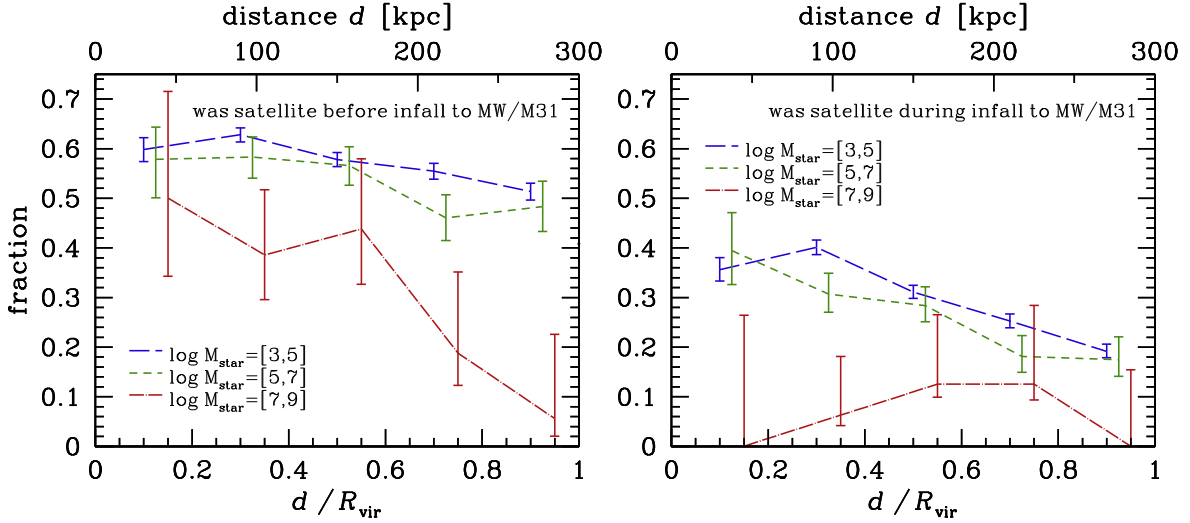 distance d [kpc]
0 100 200 300
was satellite before infall to MW/M31
0.7
0.6
0.5
0.4
0.3
0.2
0.1
0
fraction
log M_star=[3,5]
log M_star=[5,7]
log M_star=[7,9]
0 0.2 0.4 0.6 0.8 1
d / R_vir
distance d [kpc]
0 100 200 300
was satellite during infall to MW/M31
log M_star=[3,5]
log M_star=[5,7]
log M_star=[7,9]
0.7
0.6
0.5
0.4
0.3
0.2
0.1
0
0 0.2 0.4 0.6 0.8 1
d / R_vir